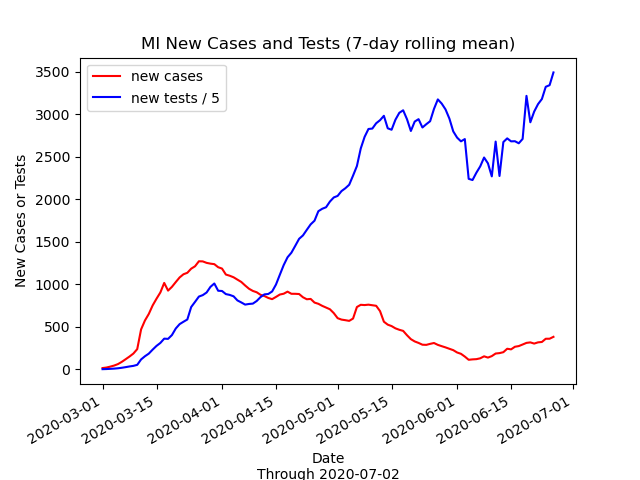 MI New Cases and Tests (7-day rolling mean)
new cases
new tests / 5
New Cases or Tests
3500
3000
2500
2000
1500
1000
500
0
2020-03-01
2020-03-15
2020-04-01
2020-04-15
2020-05-01
2020-05-15
2020-06-01
2020-06-15
2020-07-01
Date
Through 2020-07-02